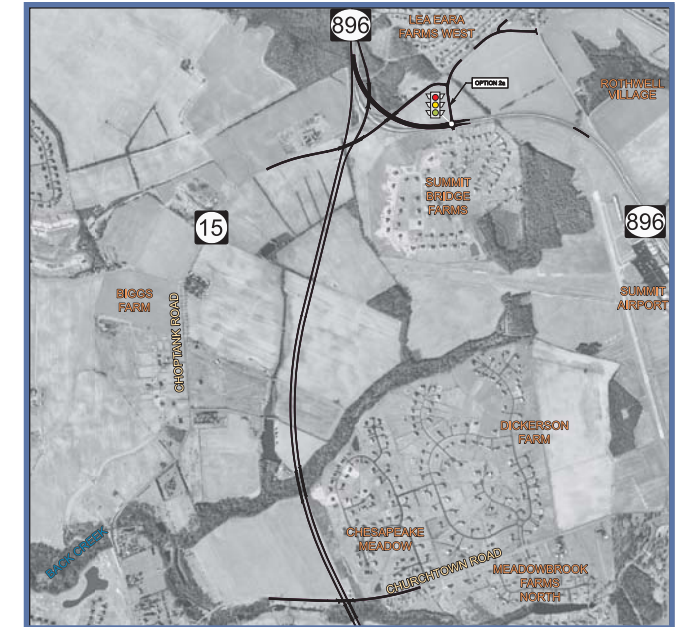 896
LEA EARA
FARMS WEST
OPTION 2a
ROTHWELL
VILLAGE
SUMMIT
BRIDGE
FARMS
15
896
BIGGS
FARM
SUMMIT
AIRPORT
CHOPTANK ROAD
DICKERSON
FARM
CHESAPEAKE
MEADOW
BACK CREEK
CHURCHTOWN ROAD
MEADOWBROOK
FARMS
NORTH